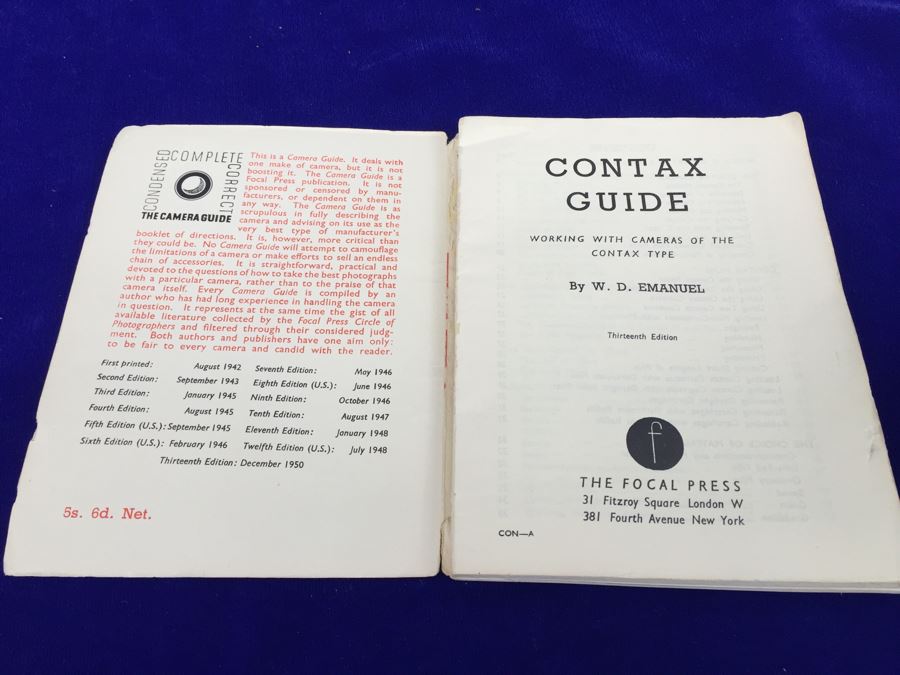 CONDENSED
COMPLETE
CORRECT
THE CAMERA GUIDE
This is a Camera Guide. It deals with
one make of camera, but it is not
boosting it. The Camera Guide is a
Focal Press publication. It is not
sponsored or censored by manu-
facturers, or dependent on them in
any way. The Camera Guide is as
scrupulous in fully describing the
camera and advising on its use as the
very best type of manufacturer's
booklet of directions. It is, however, more critical than
they could be. No Camera Guide will attempt to camouflage
the limitations of a camera or make efforts to sell an endless
chain of accessories. It is straightforward, practical and
devoted to the questions of how to take the best photographs
with a particular camera, rather than to the praise of that
camera itself. Every Camera Guide is compiled by an
author who has had long experience in handling the camera
in question. It represents at the same time the gist of all
available literature collected by the Focal Press Circle of
Photographers and filtered through their considered judg-
ment. Both authors and publishers have one aim only:
to be fair to every camera and candid with the reader.
First printed: August 1942 Seventh Edition: May 1946
Second Edition: September 1943 Eighth Edition (U.S.): June 1946
Third Edition: January 1945 Ninth Edition: October 1946
Fourth Edition: August 1945 Tenth Edition: August 1947
Fifth Edition (U.S.): September 1945 Eleventh Edition: January 1948
Sixth Edition: February 1946 Twelfth Edition (U.S.): July 1948
Thirteenth Edition: December 1950
5s. 6d. Net.
CONTAX
GUIDE
WORKING WITH CAMERAS OF THE
CONTAX TYPE
By W. D. EMANUEL
Thirteenth Edition
f
THE FOCAL PRESS
31 Fitzroy Square London W
381 Fourth Avenue New York
CON—A